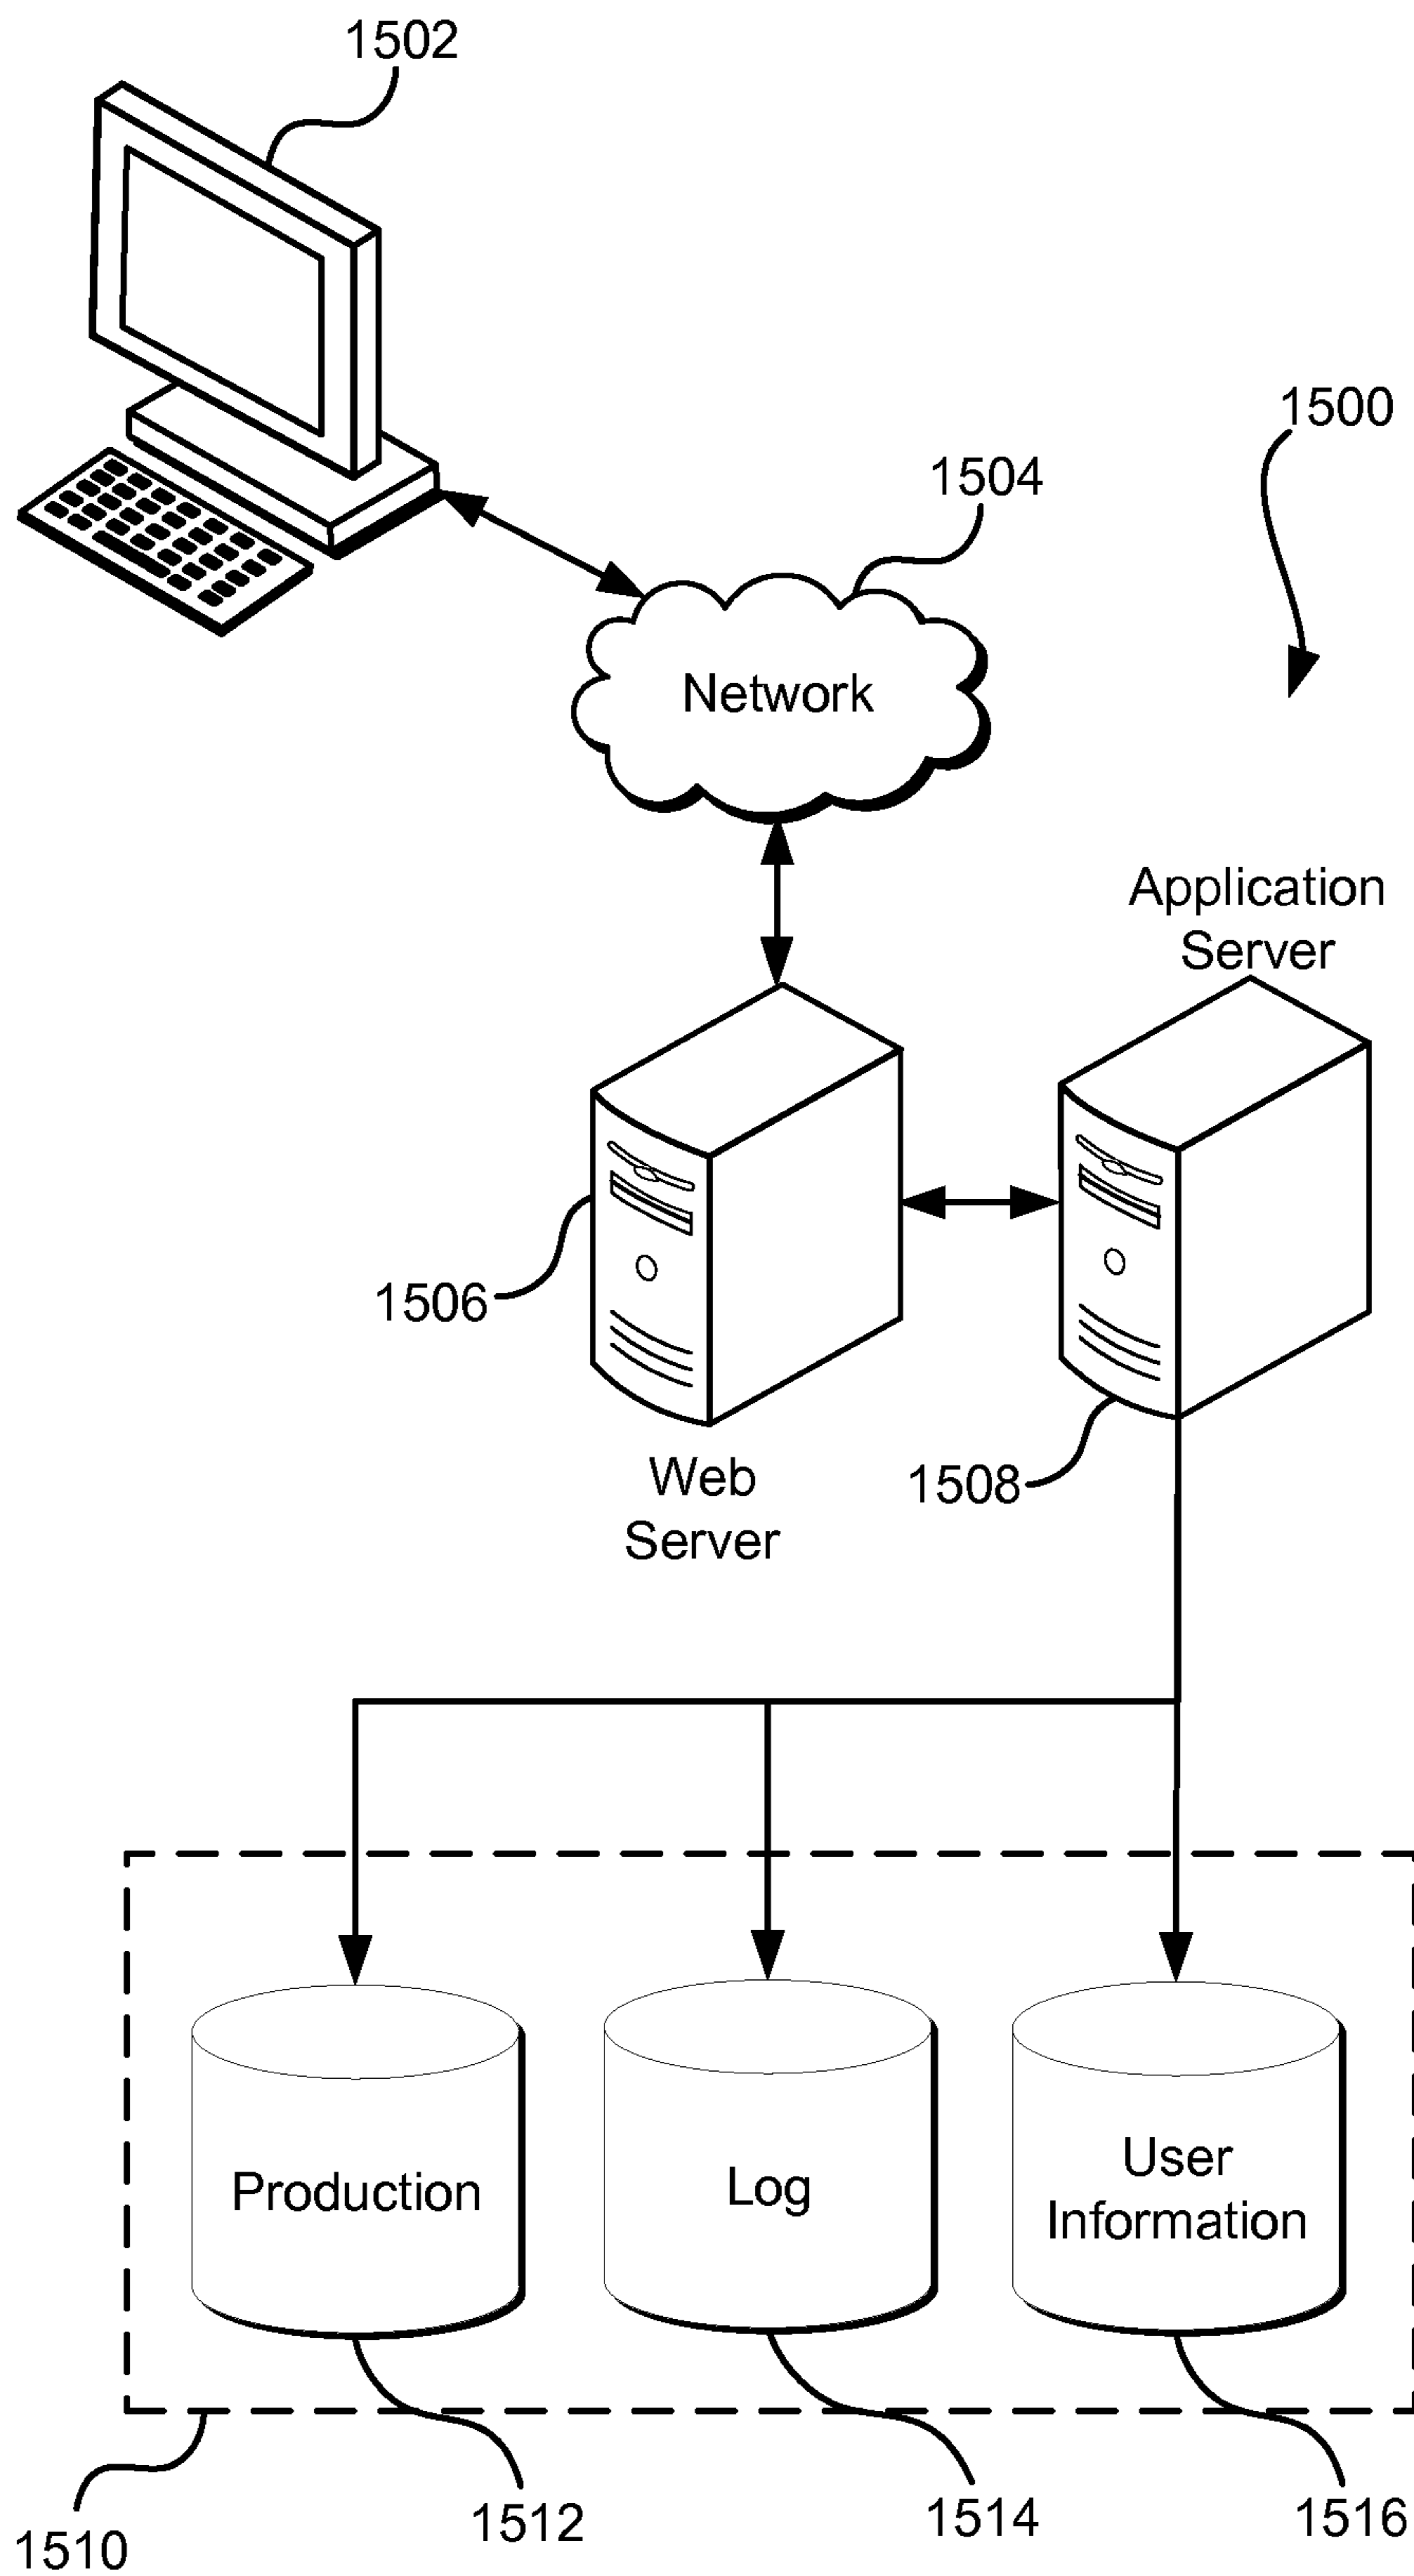 1502
1500
1504
Network
Application
Server
1506
Web
Server
1508
Production
Log
User
Information
1510
1512
1514
1516